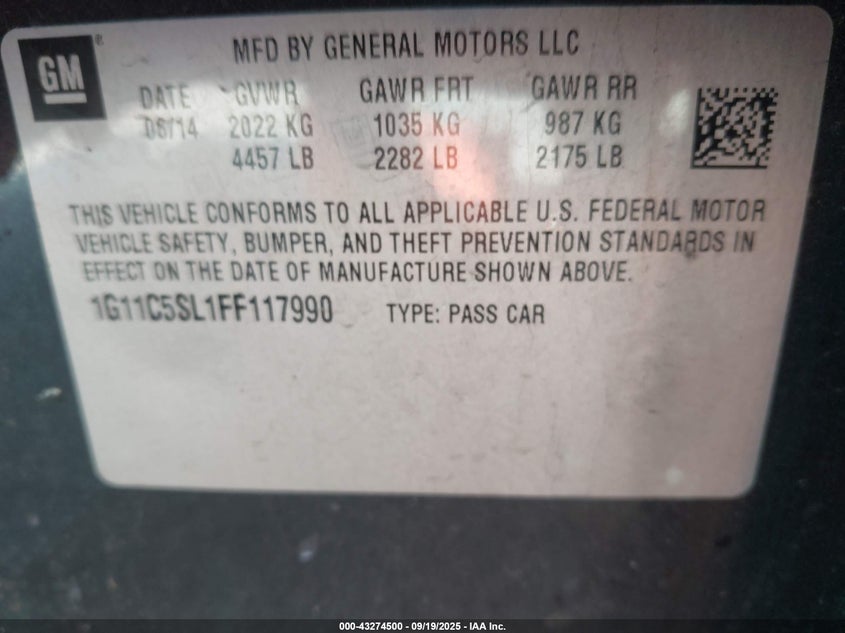 GM®
MFD BY GENERAL MOTORS LLC
DATE GVWR GAWR FRT GAWR RR
08/14 2022 KG 1035 KG 987 KG
4457 LB 2282 LB 2175 LB
THIS VEHICLE CONFORMS TO ALL APPLICABLE U.S. FEDERAL MOTOR
VEHICLE SAFETY, BUMPER, AND THEFT PREVENTION STANDARDS IN
EFFECT ON THE DATE OF MANUFACTURE SHOWN ABOVE.
1G11C5SL1FF117990 TYPE: PASS CAR
000-43274500 - 09/19/2025 - IAA Inc.